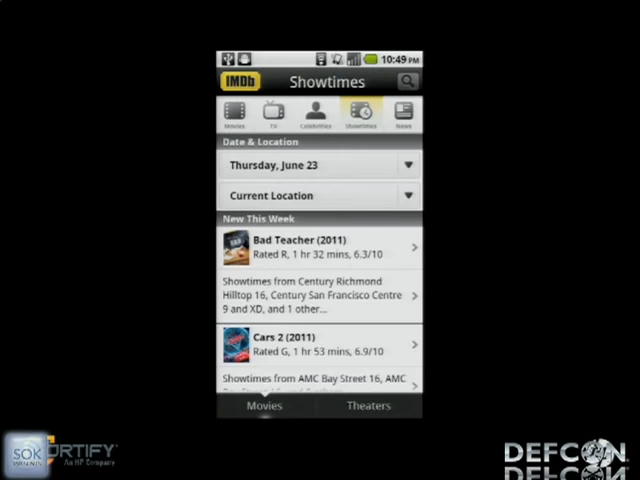 10:49 PM
IMDb
Showtimes
Movies
TV
Celebrities
Showtimes
News
Date & Location
Thursday, June 23
Current Location
New This Week
Bad Teacher (2011)
Rated R, 1 hr 32 mins, 6.3/10
Showtimes from Century Richmond
Hilltop 16, Century San Francisco Centre
9 and XD, and 1 other...
Cars 2 (2011)
Rated G, 1 hr 53 mins, 6.9/10
Showtimes from AMC Bay Street 16, AMC
Movies
Theaters
SOK
ORTIFY
An HP Company
DEFCON